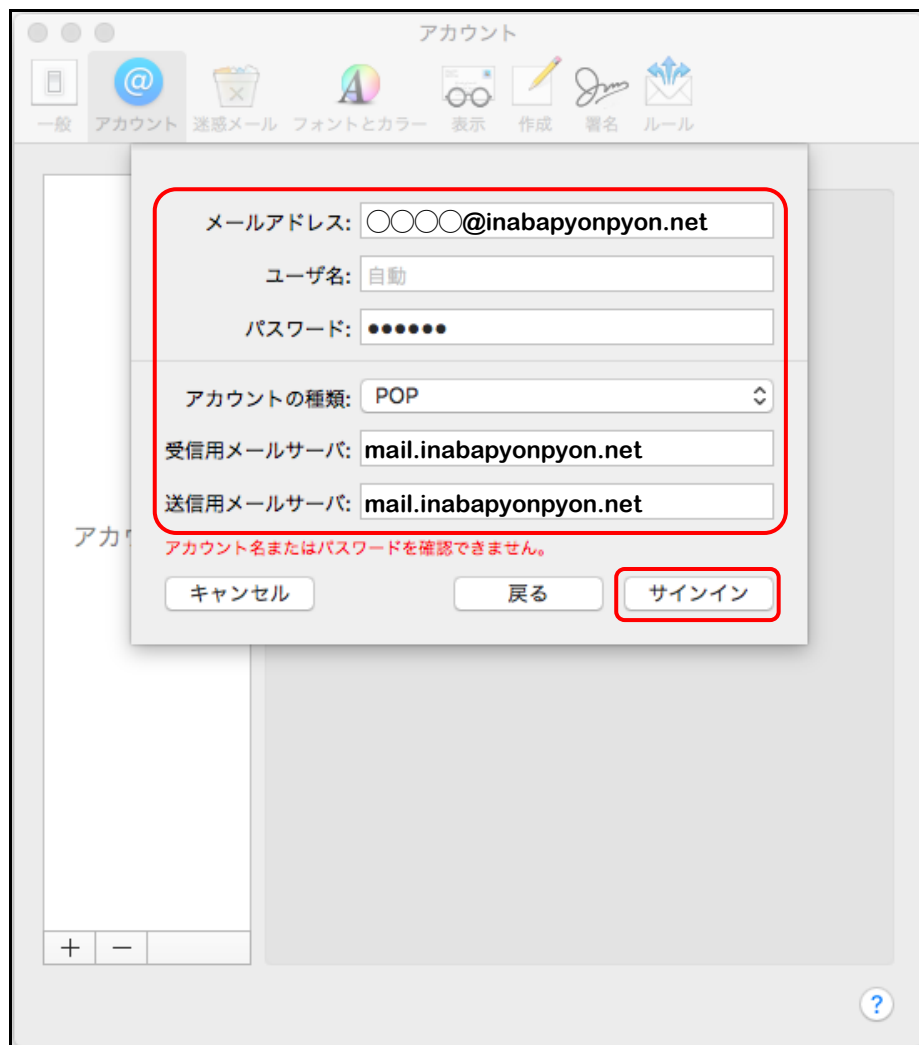 アカウント
一般 アカウント 迷惑メール フォントとカラー 表示 作成 署名 ルール
メールアドレス: ○○○○@inabapyonpyon.net
ユーザ名: 自動
パスワード: ●●●●●●
アカウントの種類: POP
受信用メールサーバ: mail.inabapyonpyon.net
送信用メールサーバ: mail.inabapyonpyon.net
アカ
アカウント名またはパスワードを確認できません。
キャンセル 戻る サインイン
+ −
?